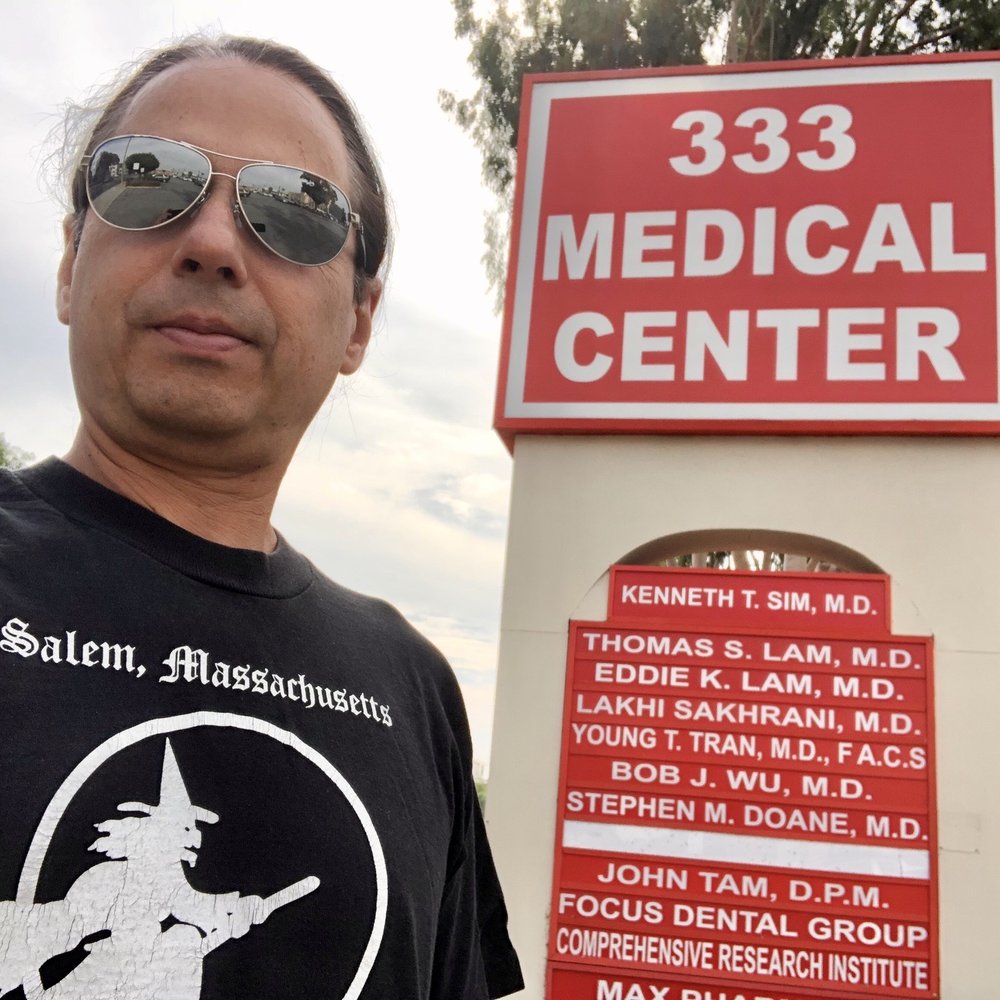 333
MEDICAL
CENTER
KENNETH T. SIM, M.D.
THOMAS S. LAM, M.D.
EDDIE K. LAM, M.D.
LAKHI SAKHRANI, M.D.
YOUNG T. TRAN, M.D., F A.C.S
BOB J. WU, M.D.
STEPHEN M. DOANE, M.D.
JOHN TAM, D.P.M.
FOCUS DENTAL GROUP
COMPREHENSIVE RESEARCH INSTITUTE
MAX
Salem, Massachusetts